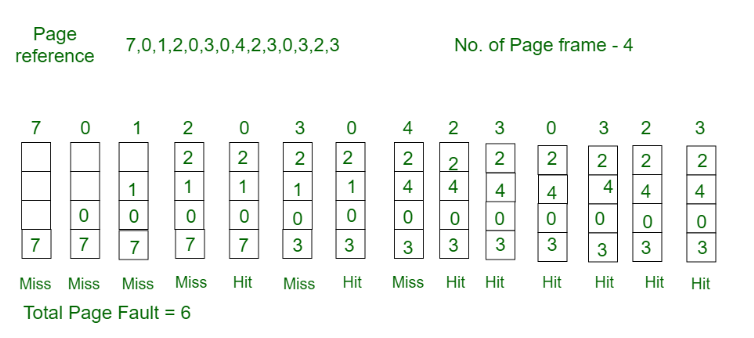 Page
reference
7,0,1,2,0,3,0,4,2,3,0,3,2,3
No. of Page frame - 4
7 0 1 2 0 3 0 4 2 3 0 3 2 3
2 2 2 2 2 2 2 2 2 2 2
1 1 1 1 1 4 4 4 4 4 4 4
0 0 0 0 0 0 0 0 0 0 0 0 0
7 7 7 7 7 3 3 3 3 3 3 3 3 3
Miss Miss Miss Miss Hit Miss Hit Miss Hit Hit Hit Hit Hit Hit
Total Page Fault = 6